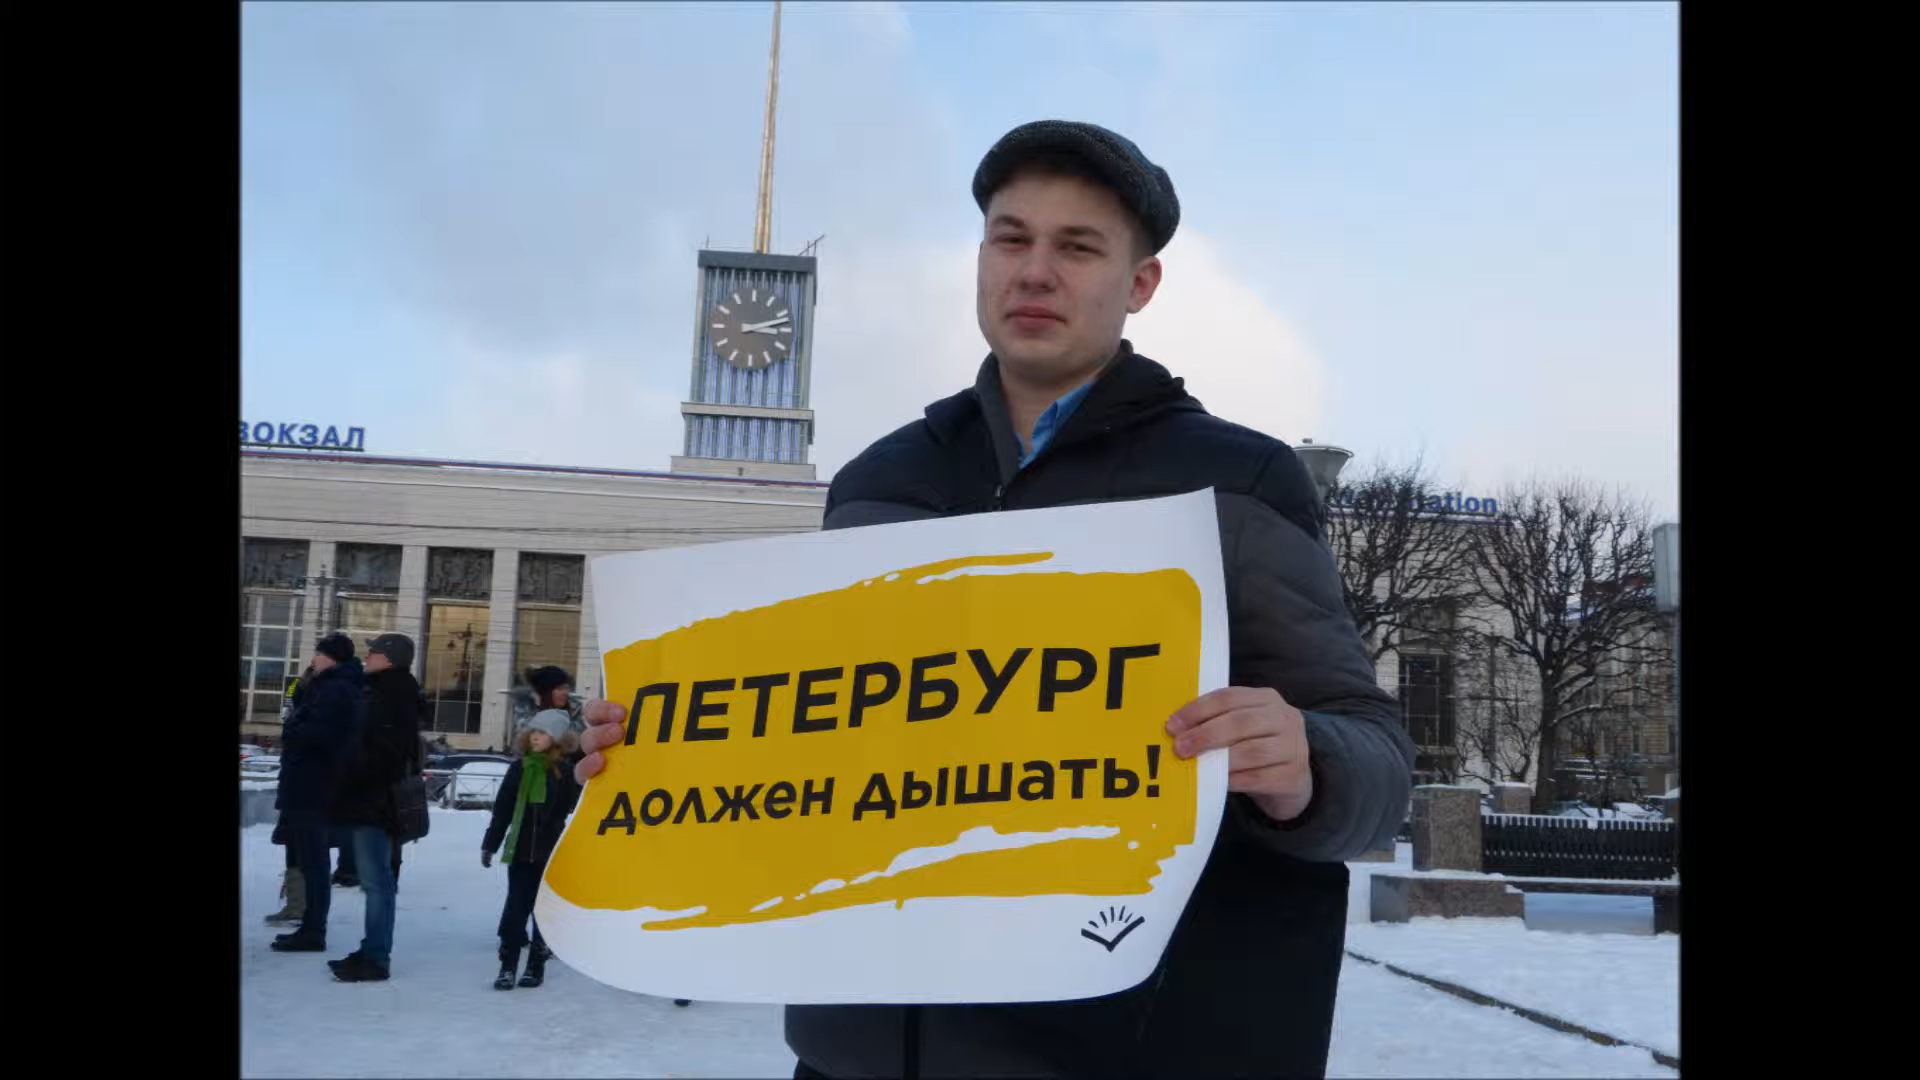 ВОКЗАЛ
ПЕТЕРБУРГ
должен дышать!